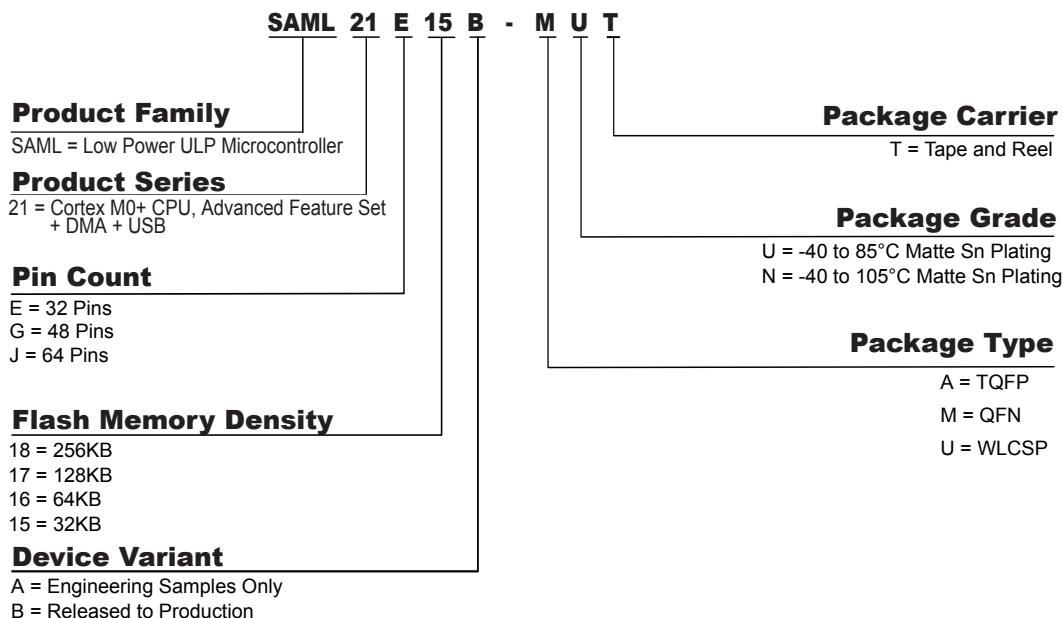 SAML 21 E 15 B - M U T
Product Family
SAML = Low Power ULP Microcontroller
Product Series
21 = Cortex M0+ CPU, Advanced Feature Set
+ DMA + USB
Pin Count
E = 32 Pins
G = 48 Pins
J = 64 Pins
Flash Memory Density
18 = 256KB
17 = 128KB
16 = 64KB
15 = 32KB
Device Variant
A = Engineering Samples Only
B = Released to Production
Package Carrier
T = Tape and Reel
Package Grade
U = -40 to 85°C Matte Sn Plating
N = -40 to 105°C Matte Sn Plating
Package Type
A = TQFP
M = QFN
U = WLCSP